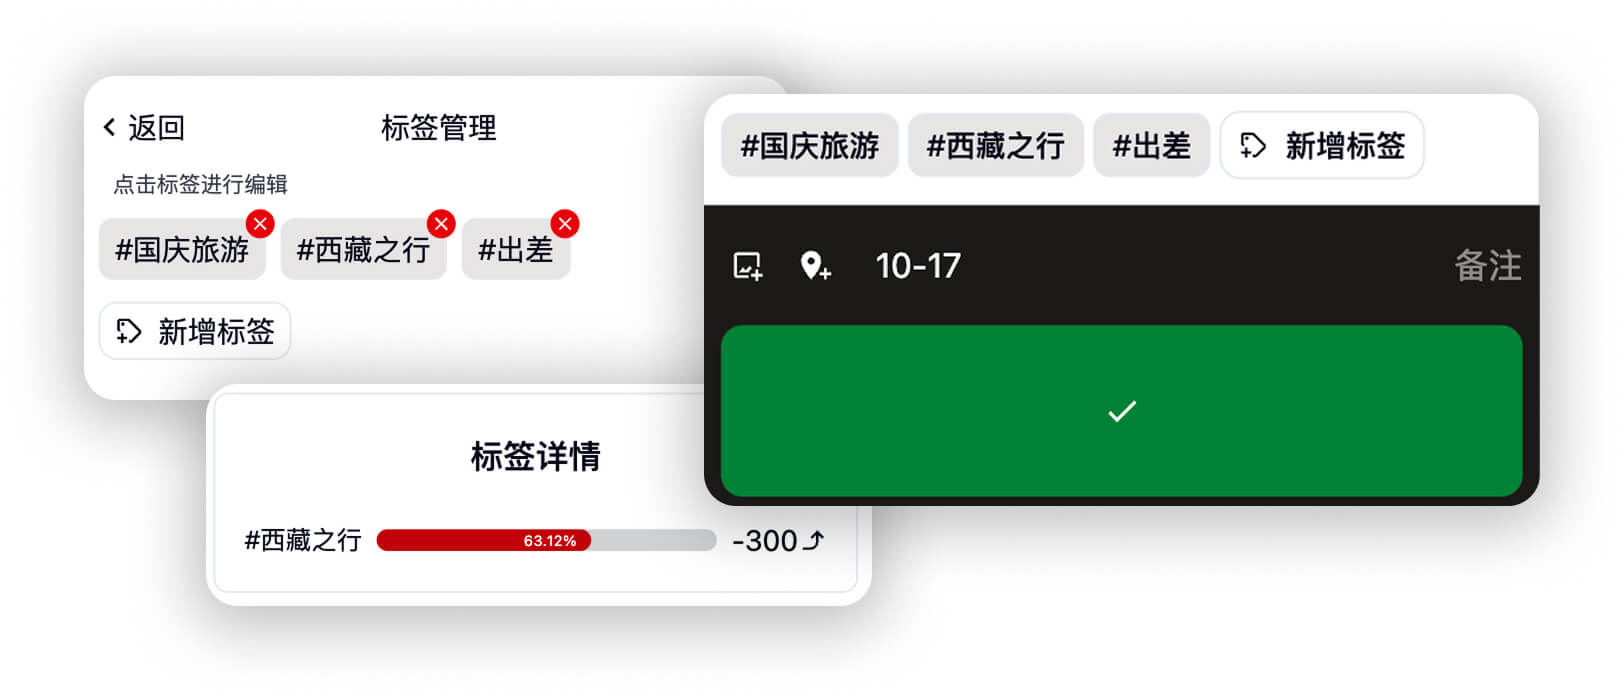 返回
标签管理
点击标签进行编辑
#国庆旅游 #西藏之行 #出差
新增标签
#国庆旅游 #西藏之行 #出差 新增标签
10-17
备注
标签详情
#西藏之行 63.12% -300